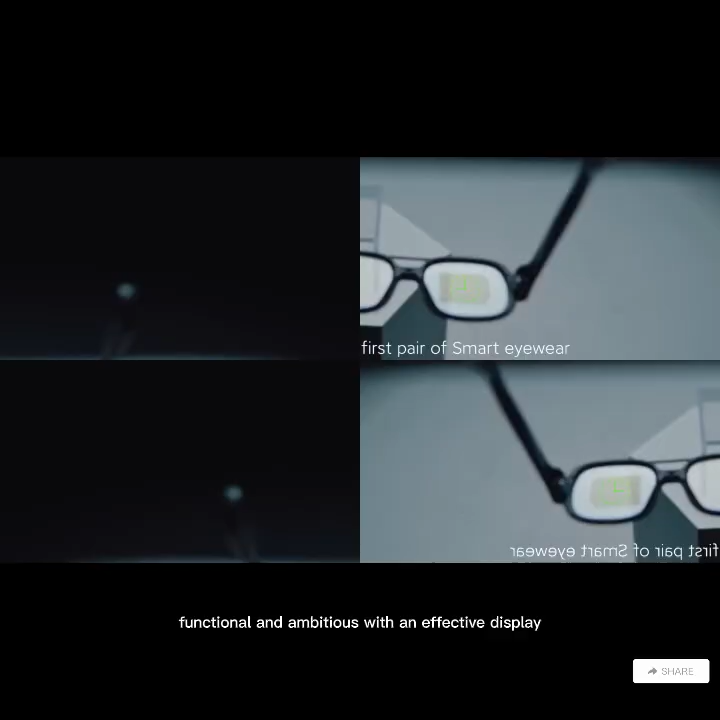 first pair of Smart eyewear
first pair of Smart eyewear
functional and ambitious with an effective display
SHARE